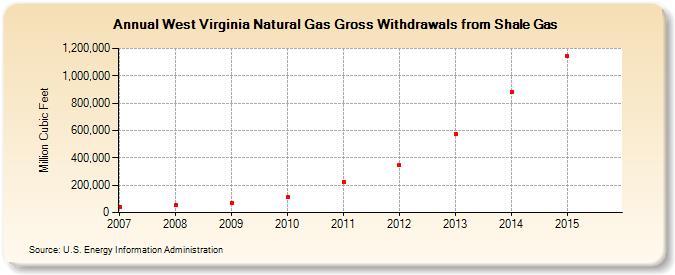 Annual West Virginia Natural Gas Gross Withdrawals from Shale Gas
Million Cubic Feet
1,200,000
1,000,000
800,000
600,000
400,000
200,000
0
2007 2008 2009 2010 2011 2012 2013 2014 2015
Source: U.S. Energy Information Administration